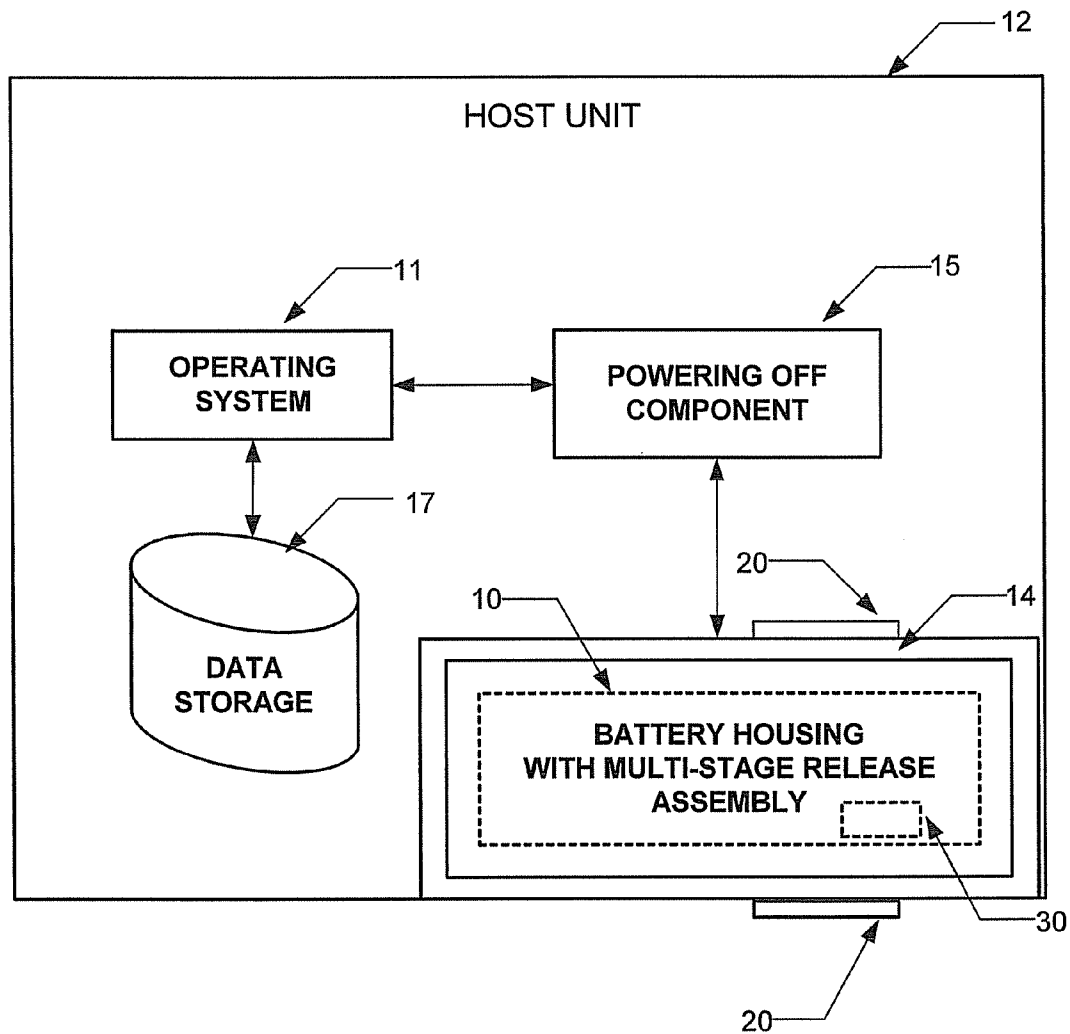 12
HOST UNIT
11
15
OPERATING
SYSTEM
POWERING OFF
COMPONENT
17
20
10
14
DATA
STORAGE
BATTERY HOUSING
WITH MULTI-STAGE RELEASE
ASSEMBLY
30
20